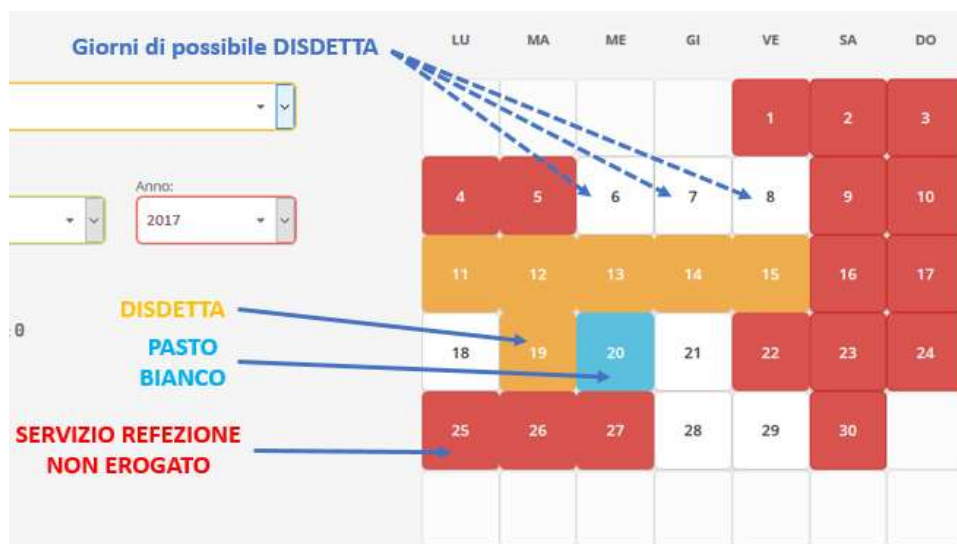 Giorni di possibile DISDETTA
LU MA ME GI VE SA DO
1 2 3
Anno:
2017
4 5 6 7 8 9 10
11 12 13 14 15 16 17
DISDETTA
0
PASTO
BIANCO
18 19 20 21 22 23 24
SERVIZIO REFEZIONE
NON EROGATO
25 26 27 28 29 30